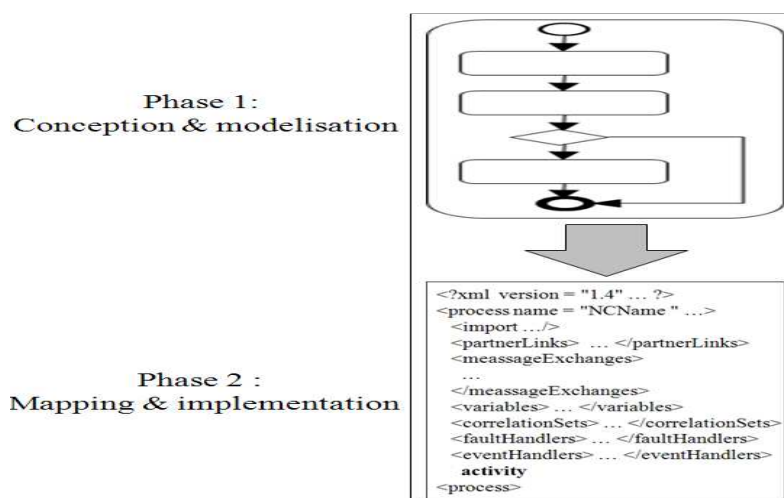 Phase 1:
Conception & modelisation
<?xml version = "1.4" ... ?>
<process name = "NCName " ...>
<import .../>
<partnerLinks> ... </partnerLinks>
<meassageExchanges>
...
</meassageExchanges>
<variables> ... </variables>
<correlationSets> ... </correlationSets>
<faultHandlers> ... </faultHandlers>
<eventHandlers> ... </eventHandlers>
activity
<process>
Phase 2 :
Mapping & implementation